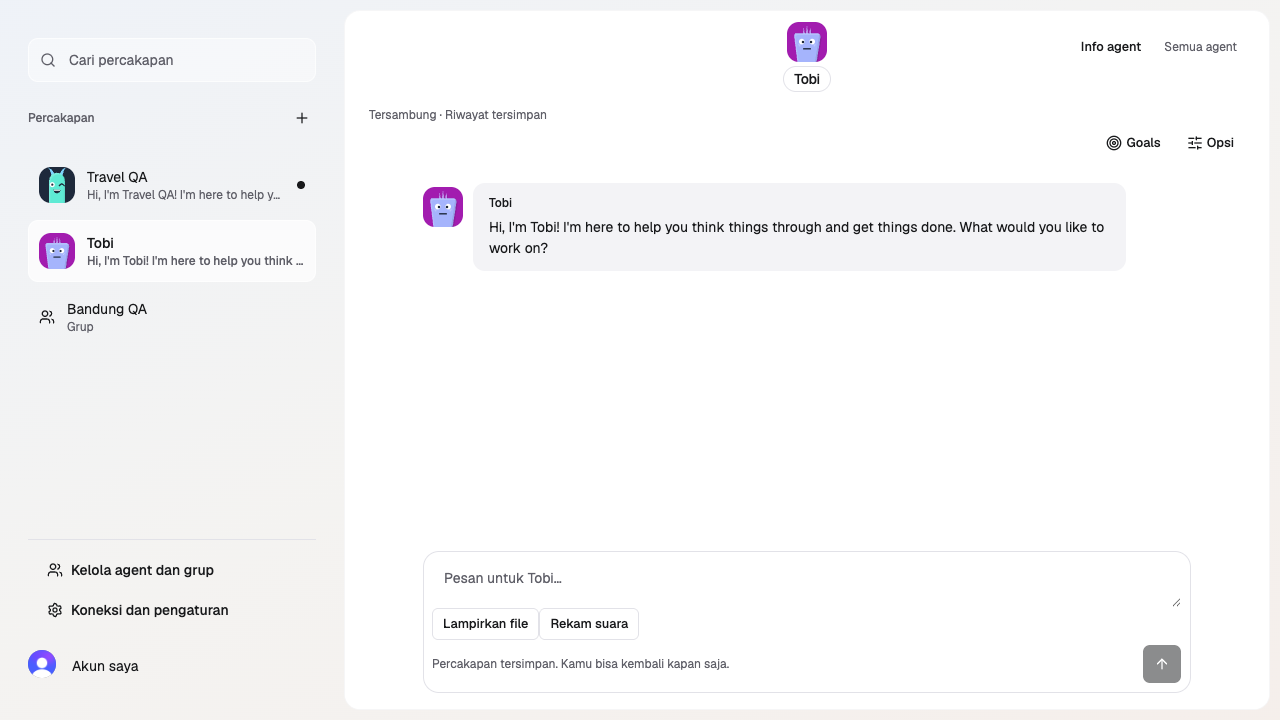 Cari percakapan
Percakapan
Travel QA
Hi, I'm Travel QA! I'm here to help y...
Tobi
Hi, I'm Tobi! I'm here to help you think ...
Bandung QA
Grup
Kelola agent dan grup
Koneksi dan pengaturan
Akun saya
Tobi
Info agent
Semua agent
Tersambung · Riwayat tersimpan
Goals
Opsi
Tobi
Hi, I'm Tobi! I'm here to help you think things through and get things done. What would you like to
work on?
Pesan untuk Tobi...
Lampirkan file
Rekam suara
Percakapan tersimpan. Kamu bisa kembali kapan saja.